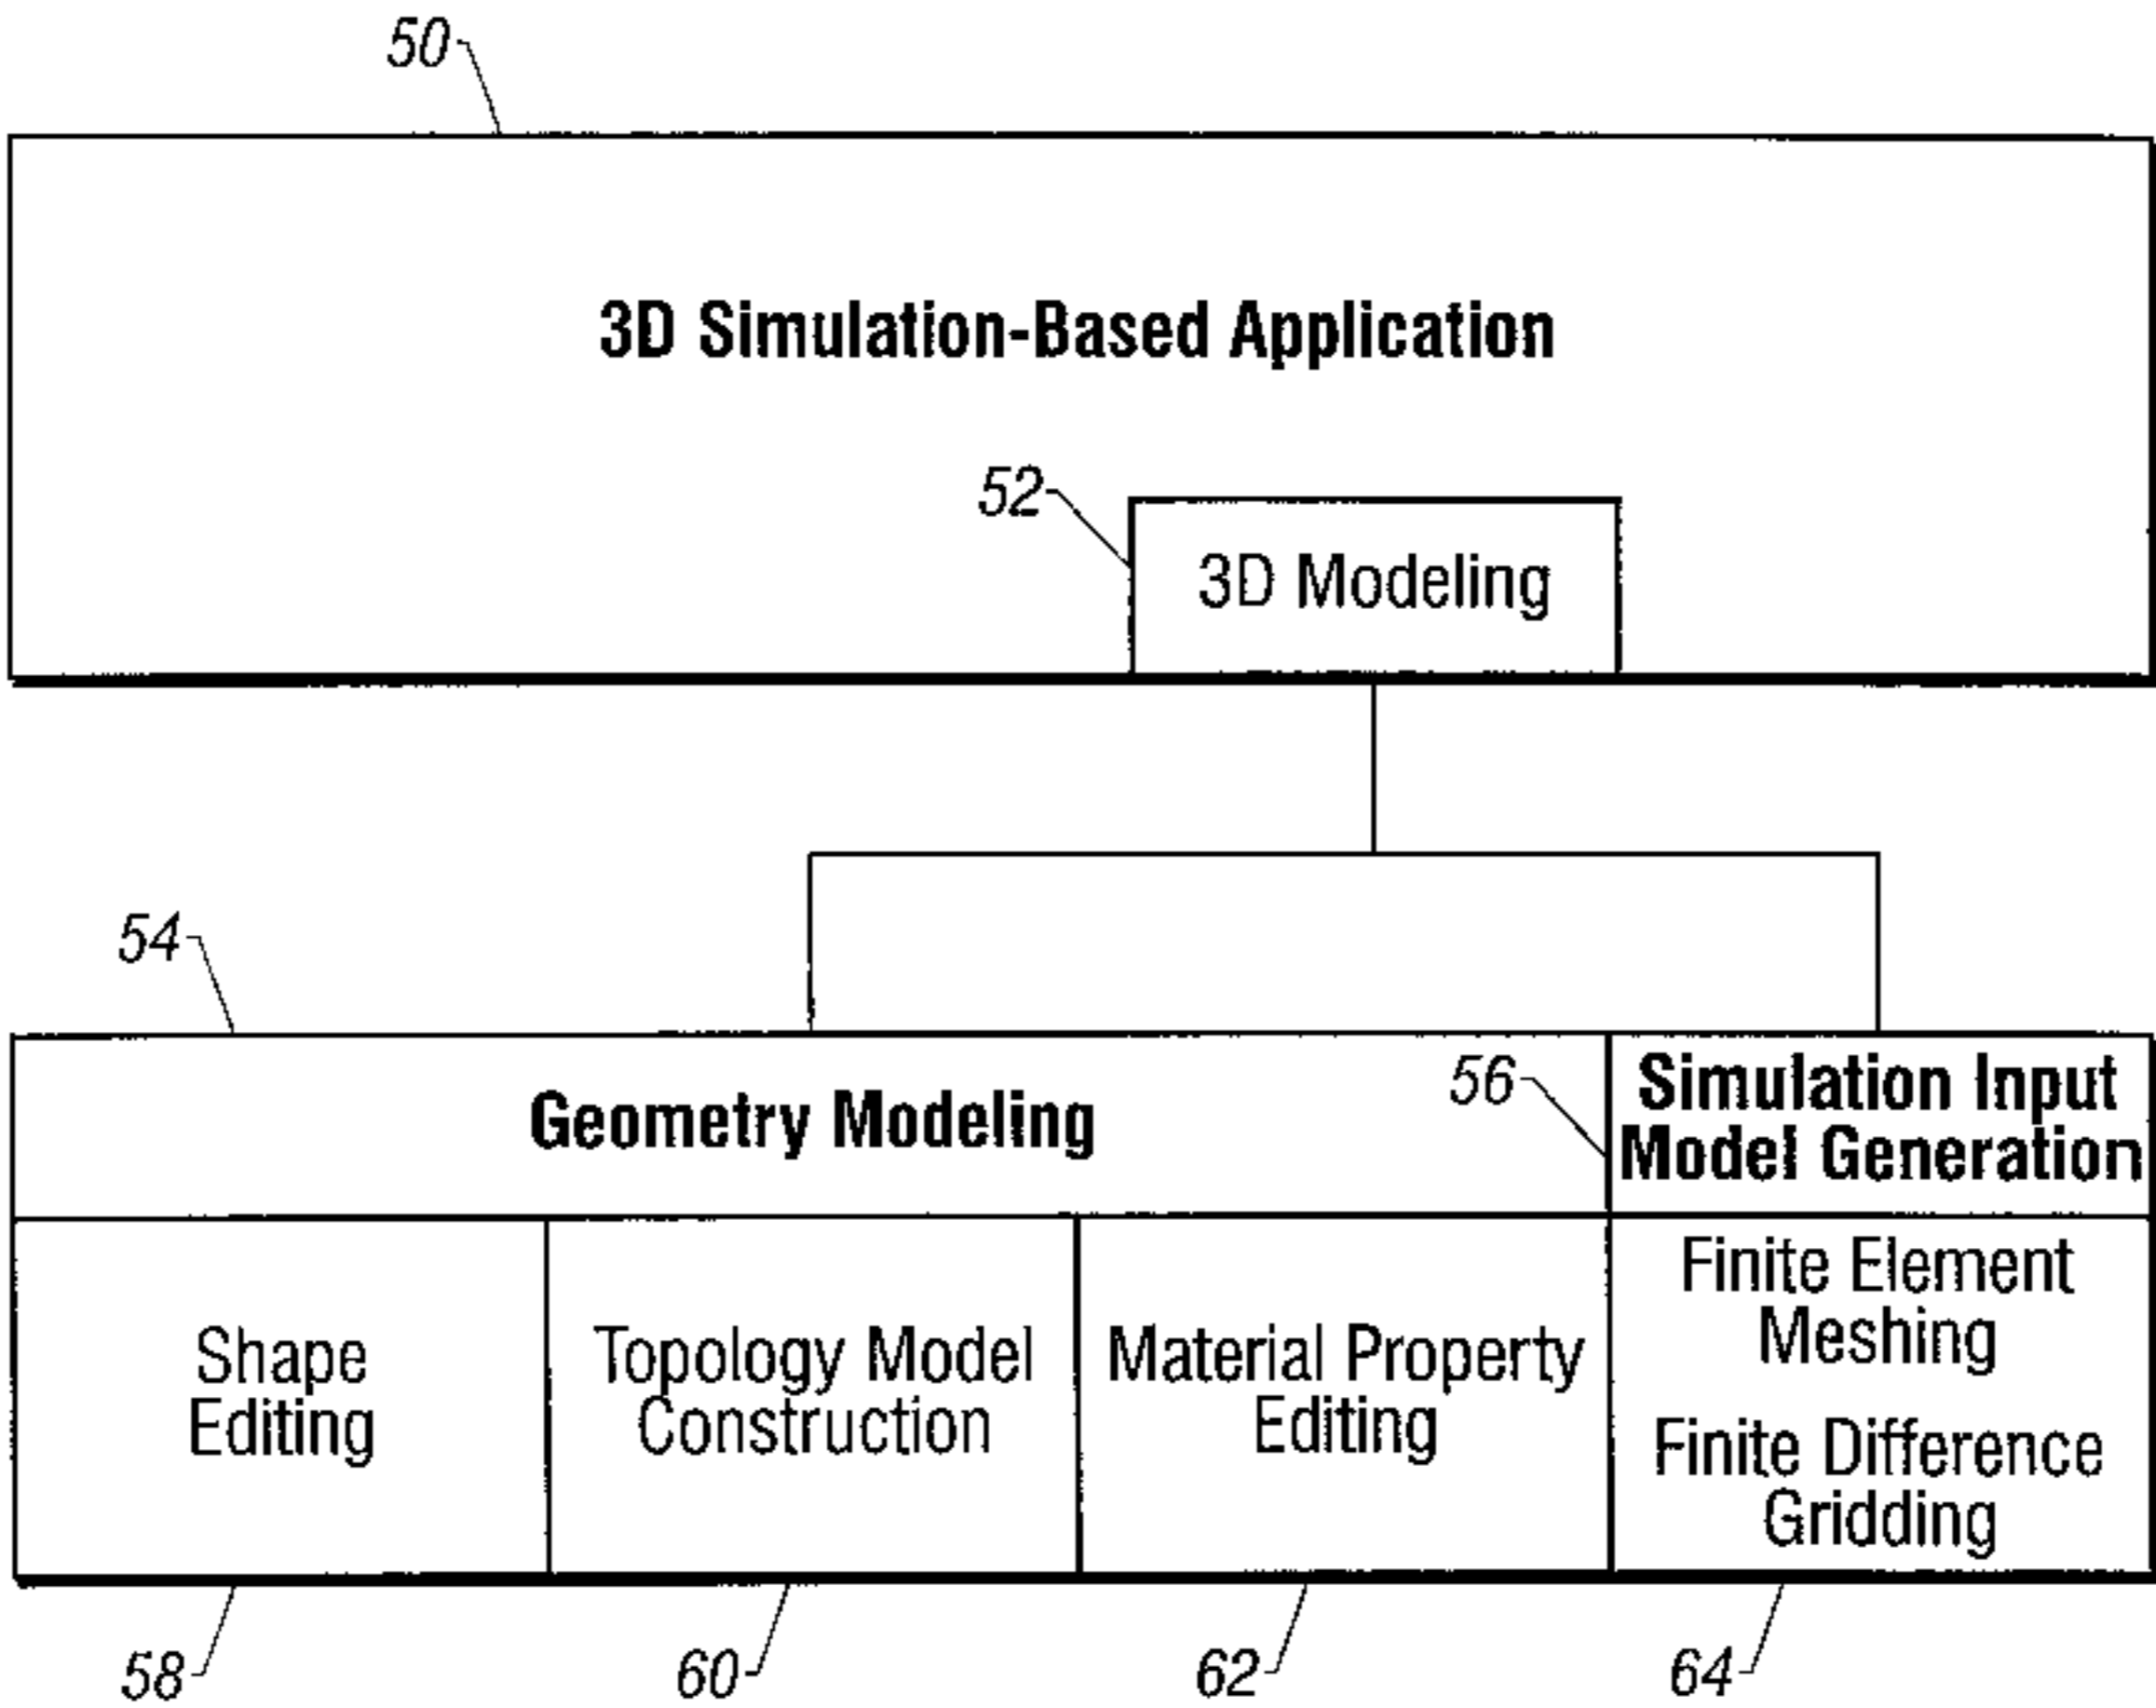 50
3D Simulation-Based Application
52
3D Modeling
54
Geometry Modeling
56
Simulation Input
Model Generation
Shape
Editing
Topology Model
Construction
Material Property
Editing
Finite Element
Meshing
Finite Difference
Gridding
58
60
62
64